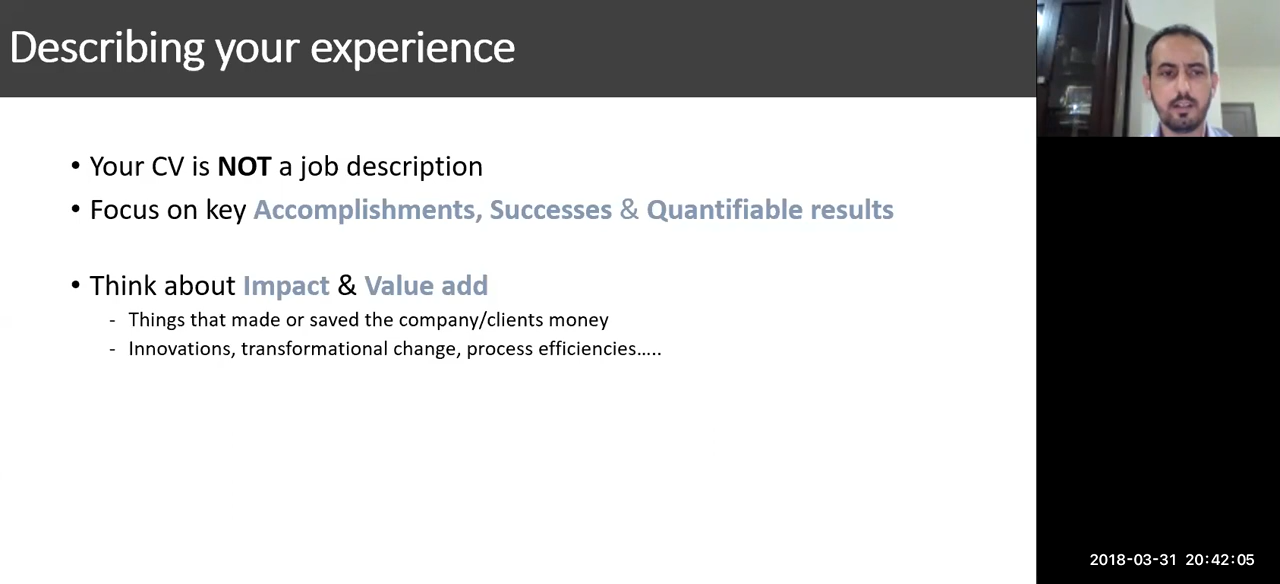 Describing your experience
• Your CV is NOT a job description
• Focus on key Accomplishments, Successes & Quantifiable results
• Think about Impact & Value add
- Things that made or saved the company/clients money
- Innovations, transformational change, process efficiencies.....
2018-03-31 20:42:05